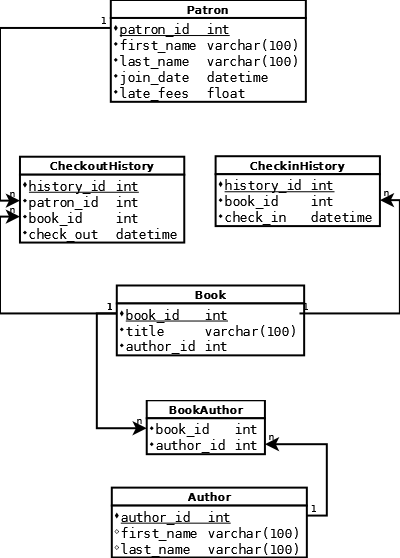 Patron
1
patron_id int
first_name varchar(100)
last_name varchar(100)
join_date datetime
late_fees float
CheckoutHistory
history_id int
n
patron_id int
n
book_id int
check_out datetime
CheckinHistory
history_id int
n
book_id int
check_in datetime
Book
1
book_id int
1
title varchar(100)
author_id int
BookAuthor
n
book_id int
n
author_id int
Author
1
author_id int
first_name varchar(100)
last_name varchar(100)